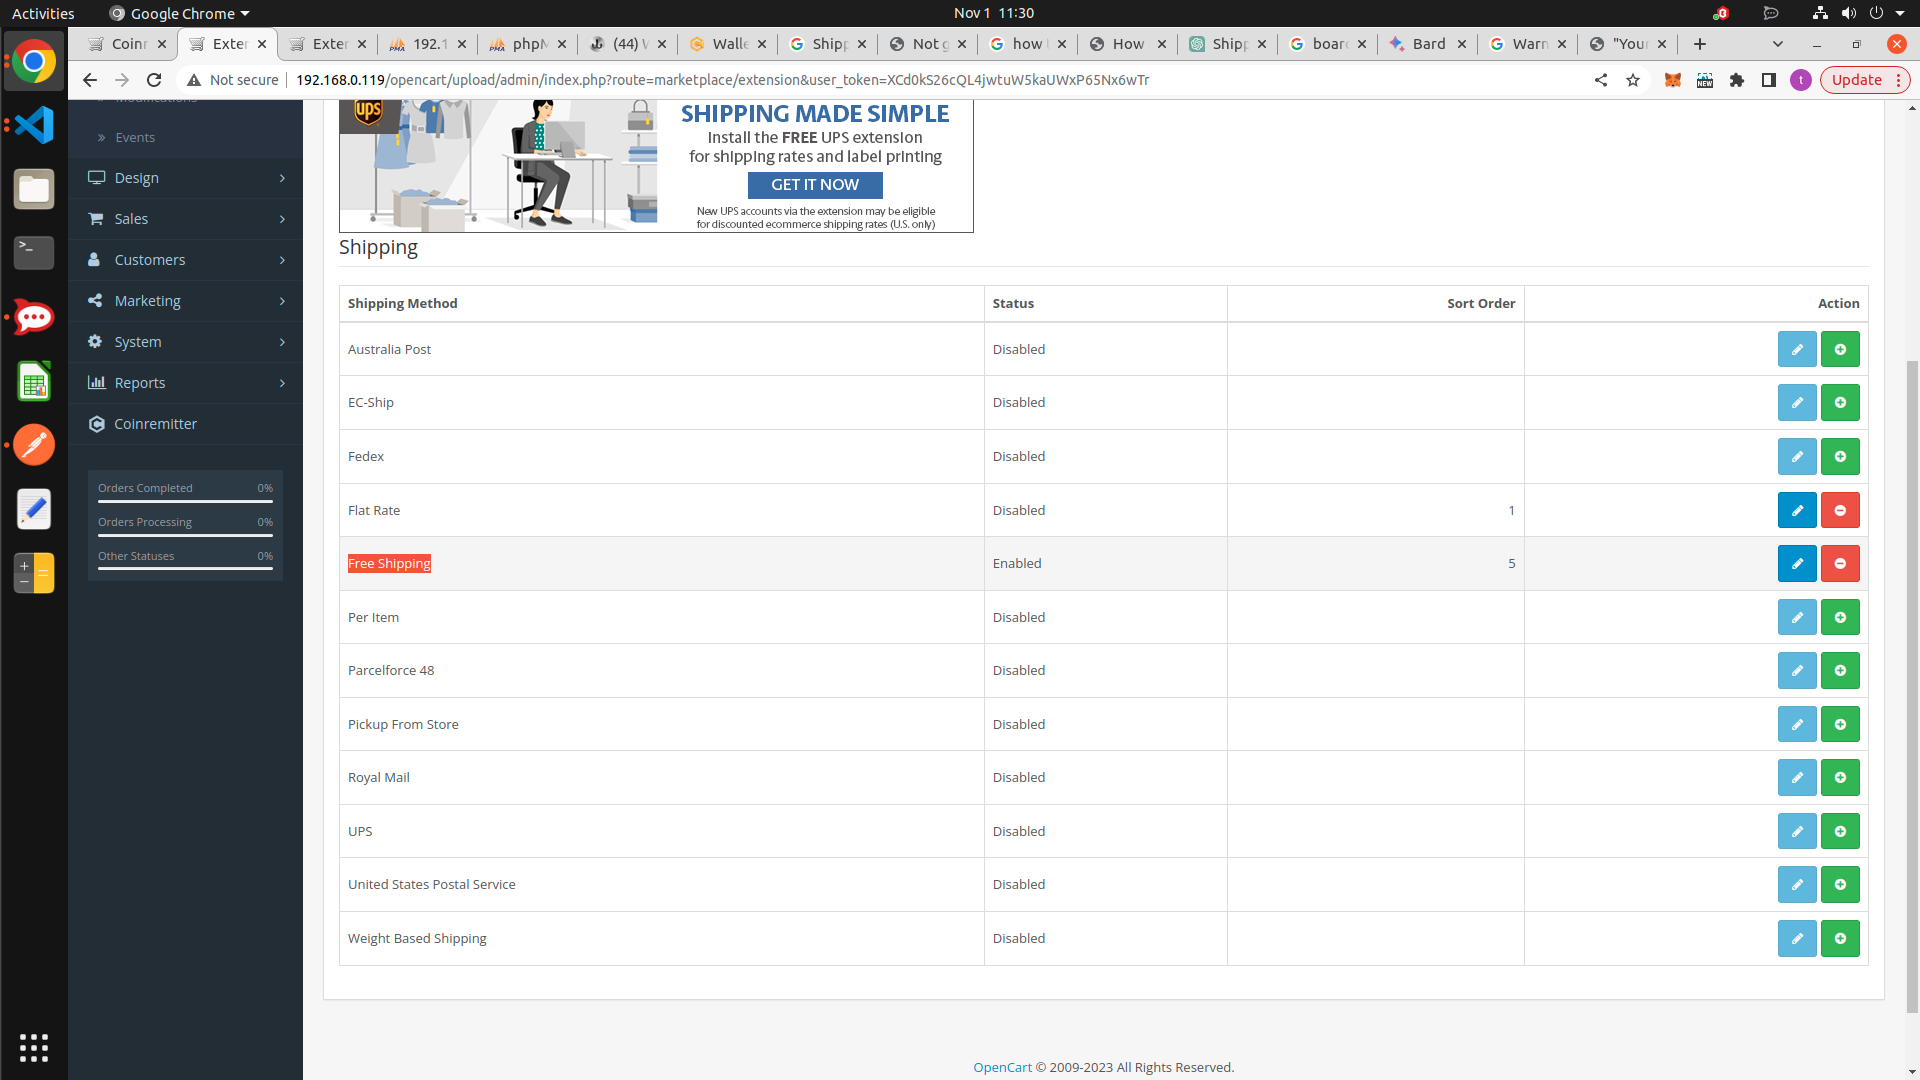 Activities
Google Chrome
Nov 1 11:30
Coinr
Exter
Exter
192.1
phpM
(44) W
Walle
Shipp
Not g
how
How
Shipp
board
Bard
Warn
"Your
Not secure
192.168.0.119/opencart/upload/admin/index.php?route=marketplace/extension&user_token=XCd0kS26cQL4jwtuW5kaUWxP65Nx6wTr
NEW
t
Update
Modifications
Events
Design
Sales
Customers
Marketing
System
Reports
Coinremitter
Orders Completed 0%
Orders Processing 0%
Other Statuses 0%
ups
SHIPPING MADE SIMPLE
Install the FREE UPS extension
for shipping rates and label printing
GET IT NOW
New UPS accounts via the extension may be eligible
for discounted ecommerce shipping rates (U.S. only)
Shipping
Shipping Method Status Sort Order Action
Australia Post Disabled
EC-Ship Disabled
Fedex Disabled
Flat Rate Disabled 1
Free Shipping Enabled 5
Per Item Disabled
Parcelforce 48 Disabled
Pickup From Store Disabled
Royal Mail Disabled
UPS Disabled
United States Postal Service Disabled
Weight Based Shipping Disabled
OpenCart © 2009-2023 All Rights Reserved.